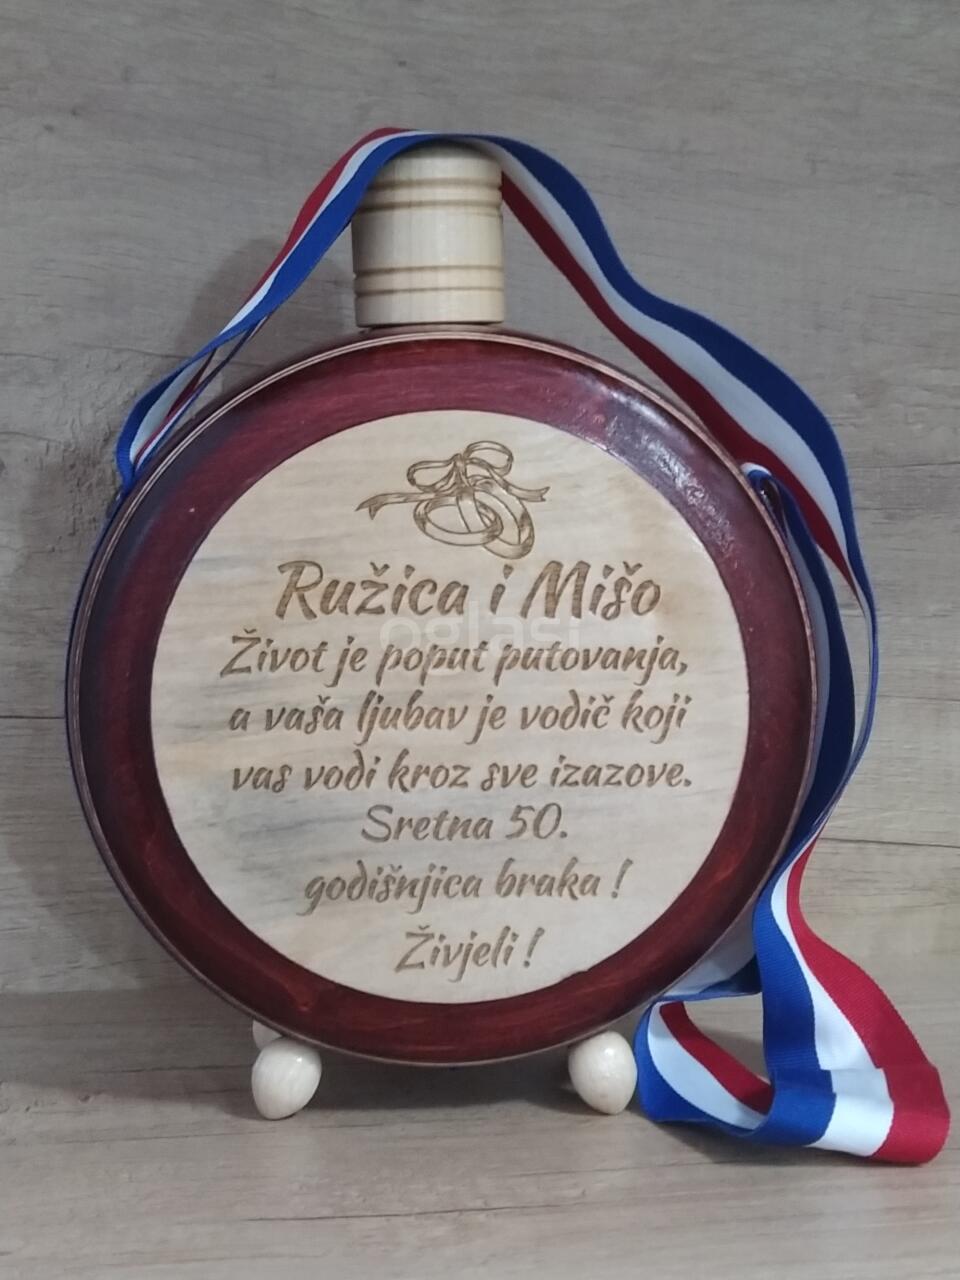 Ružica i Mišo
Život je poput putovanja,
a vaša ljubav je vodič koji
vas vodi kroz sve izazove.
Sretna 50.
godišnjica braka !
Živjeli !
oglasi